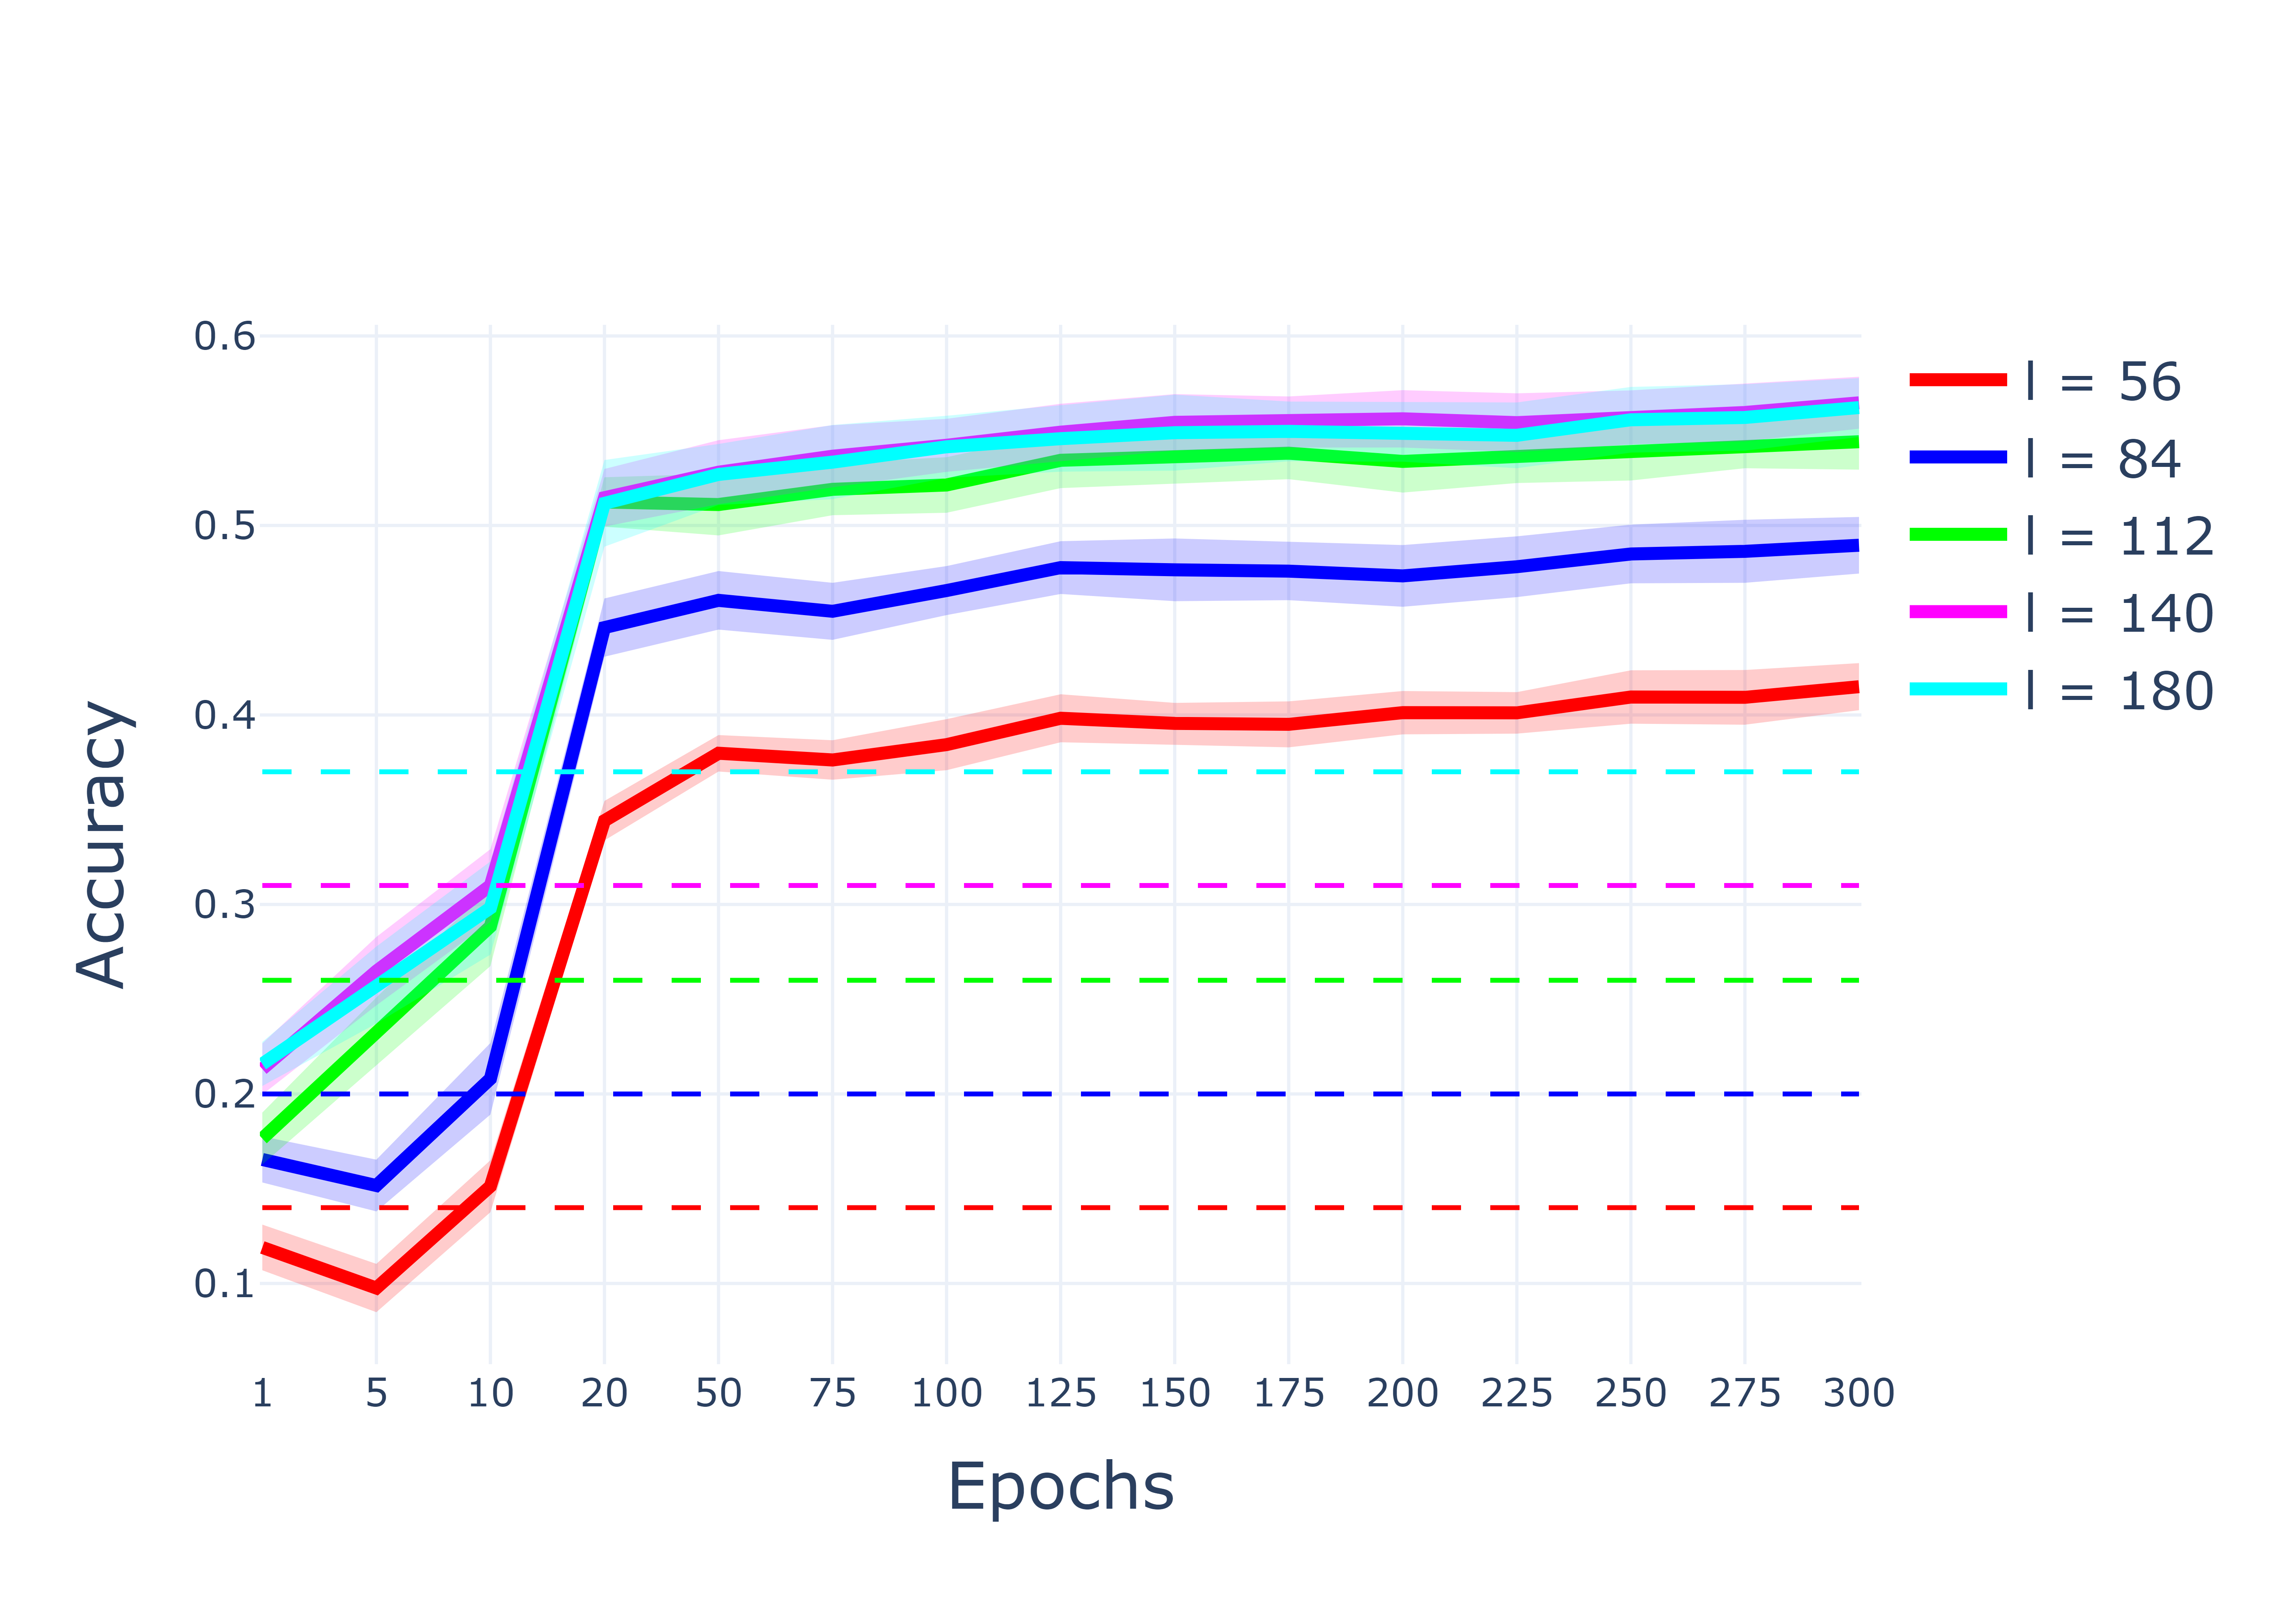 0.6
0.5
0.4
0.3
0.2
0.1
Accuracy
1 5 10 20 50 75 100 125 150 175 200 225 250 275 300
Epochs
l = 56
l = 84
l = 112
l = 140
l = 180